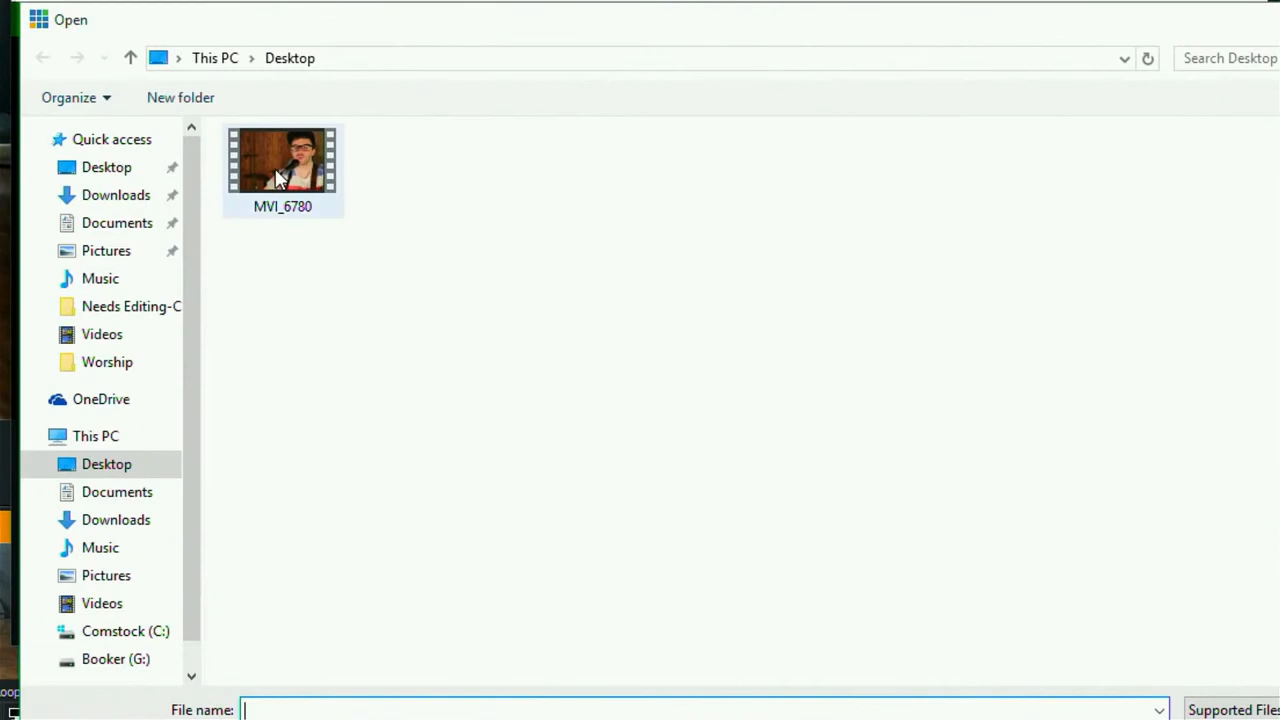 Open
This PC
Desktop
Search Desktop
Organize
New folder
Quick access
Desktop
Downloads
Documents
Pictures
Music
Needs Editing-C
Videos
Worship
OneDrive
This PC
Desktop
Documents
Downloads
Music
Pictures
Videos
Comstock (C:)
Booker (G:)
MVI_6780
File name:
Supported Files
oop